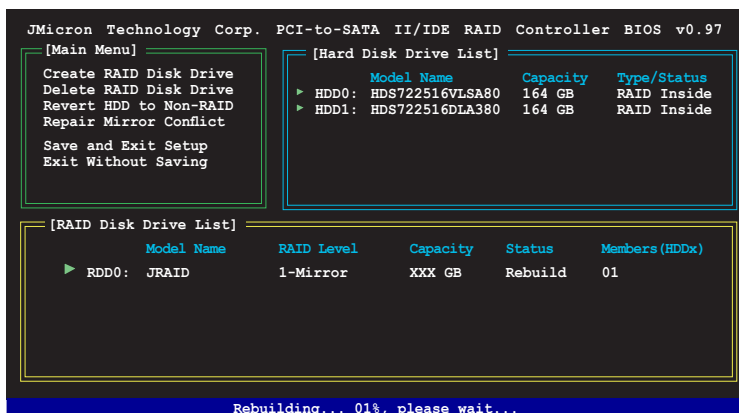 JMicron Technology Corp. PCI-to-SATA II/IDE RAID Controller BIOS v0.97
[Main Menu]
Create RAID Disk Drive
Delete RAID Disk Drive
Revert HDD to Non-RAID
Repair Mirror Conflict
Save and Exit Setup
Exit Without Saving
[Hard Disk Drive List]
Model Name Capacity Type/Status
HDD0: HDS722516VLSA80 164 GB RAID Inside
HDD1: HDS722516DLA380 164 GB RAID Inside
[RAID Disk Drive List]
Model Name RAID Level Capacity Status Members(HDDx)
RDD0: JRAID 1-Mirror XXX GB Rebuild 01
Rebuilding... 01%, please wait...